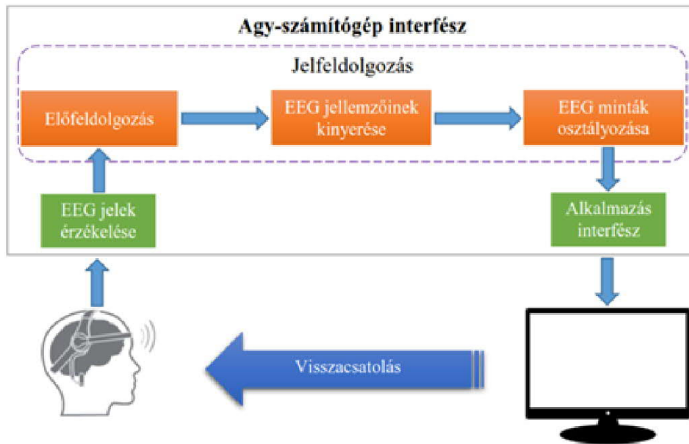 Agy-számítógép interfész
Jelfeldolgozás
Előfeldolgozás
EEG jellemzőinek
kinyerése
EEG minták
osztályozása
EEG jelek
érzékelése
Alkalmazás
interfész
Visszacsatolás